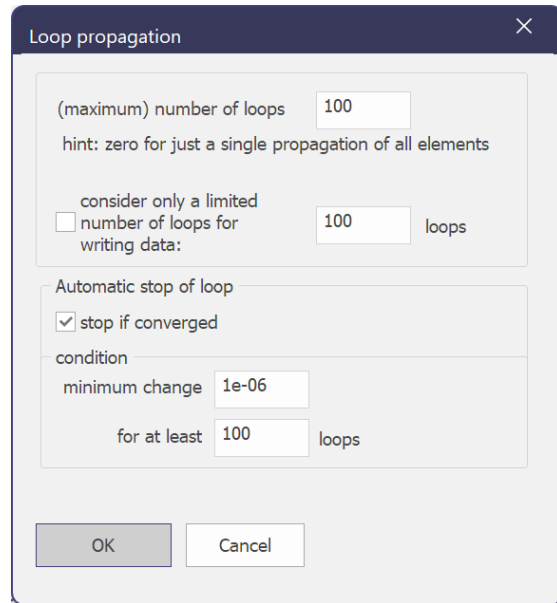 Loop propagation
(maximum) number of loops 100
hint: zero for just a single propagation of all elements
consider only a limited
number of loops for
writing data:
100 loops
Automatic stop of loop
stop if converged
condition
minimum change 1e-06
for at least 100 loops
OK Cancel